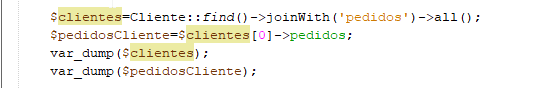 $clientes=Cliente::find()->joinWith('pedidos')->all();
$pedidosCliente=$clientes[0]->pedidos;
var_dump($clientes);
var_dump($pedidosCliente);